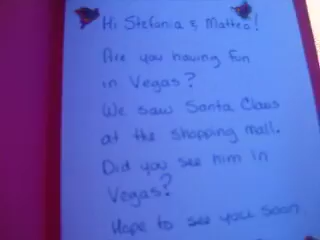 Hi Stefania & Matteo!
Are you having fun
in Vegas?
We saw Santa Claus
at the shopping mall.
Did you see him in
Vegas?
Hope to see you soon